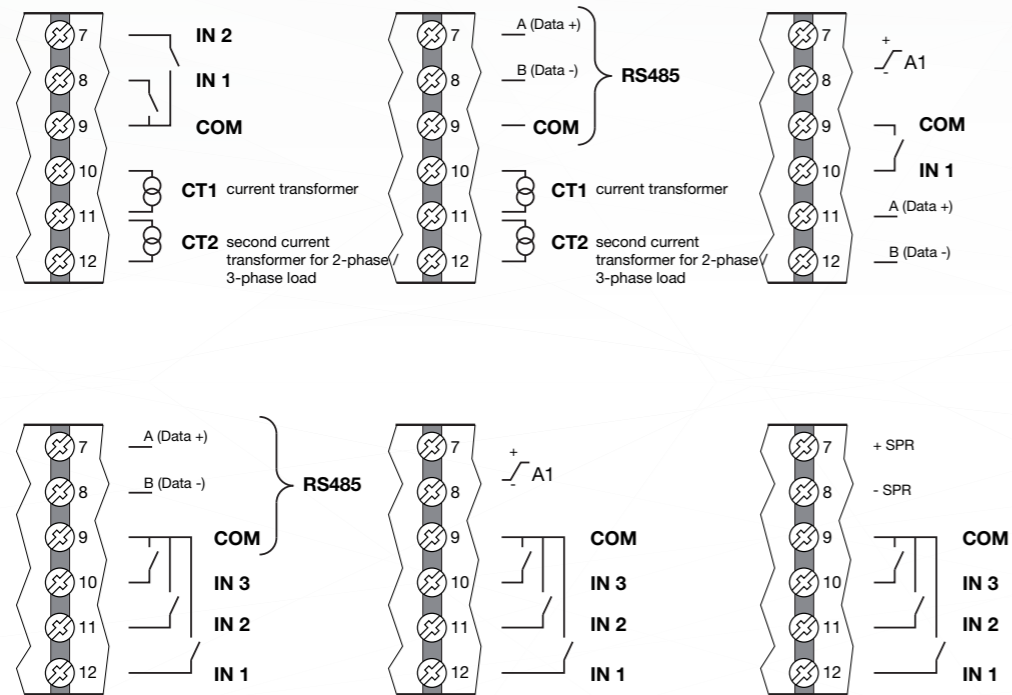 7
IN 2
8
IN 1
9
COM
10
CT1 current transformer
11
CT2 second current
transformer for 2-phase /
3-phase load
12
7
A (Data +)
8
B (Data -)
RS485
9
COM
10
CT1 current transformer
11
CT2 second current
transformer for 2-phase /
3-phase load
12
7
+
- A1
8
9
COM
10
IN 1
11
A (Data +)
12
B (Data -)
7
A (Data +)
8
B (Data -)
RS485
9
COM
10
IN 3
11
IN 2
12
IN 1
7
+
- A1
8
9
COM
10
IN 3
11
IN 2
12
IN 1
7
+ SPR
8
- SPR
9
COM
10
IN 3
11
IN 2
12
IN 1